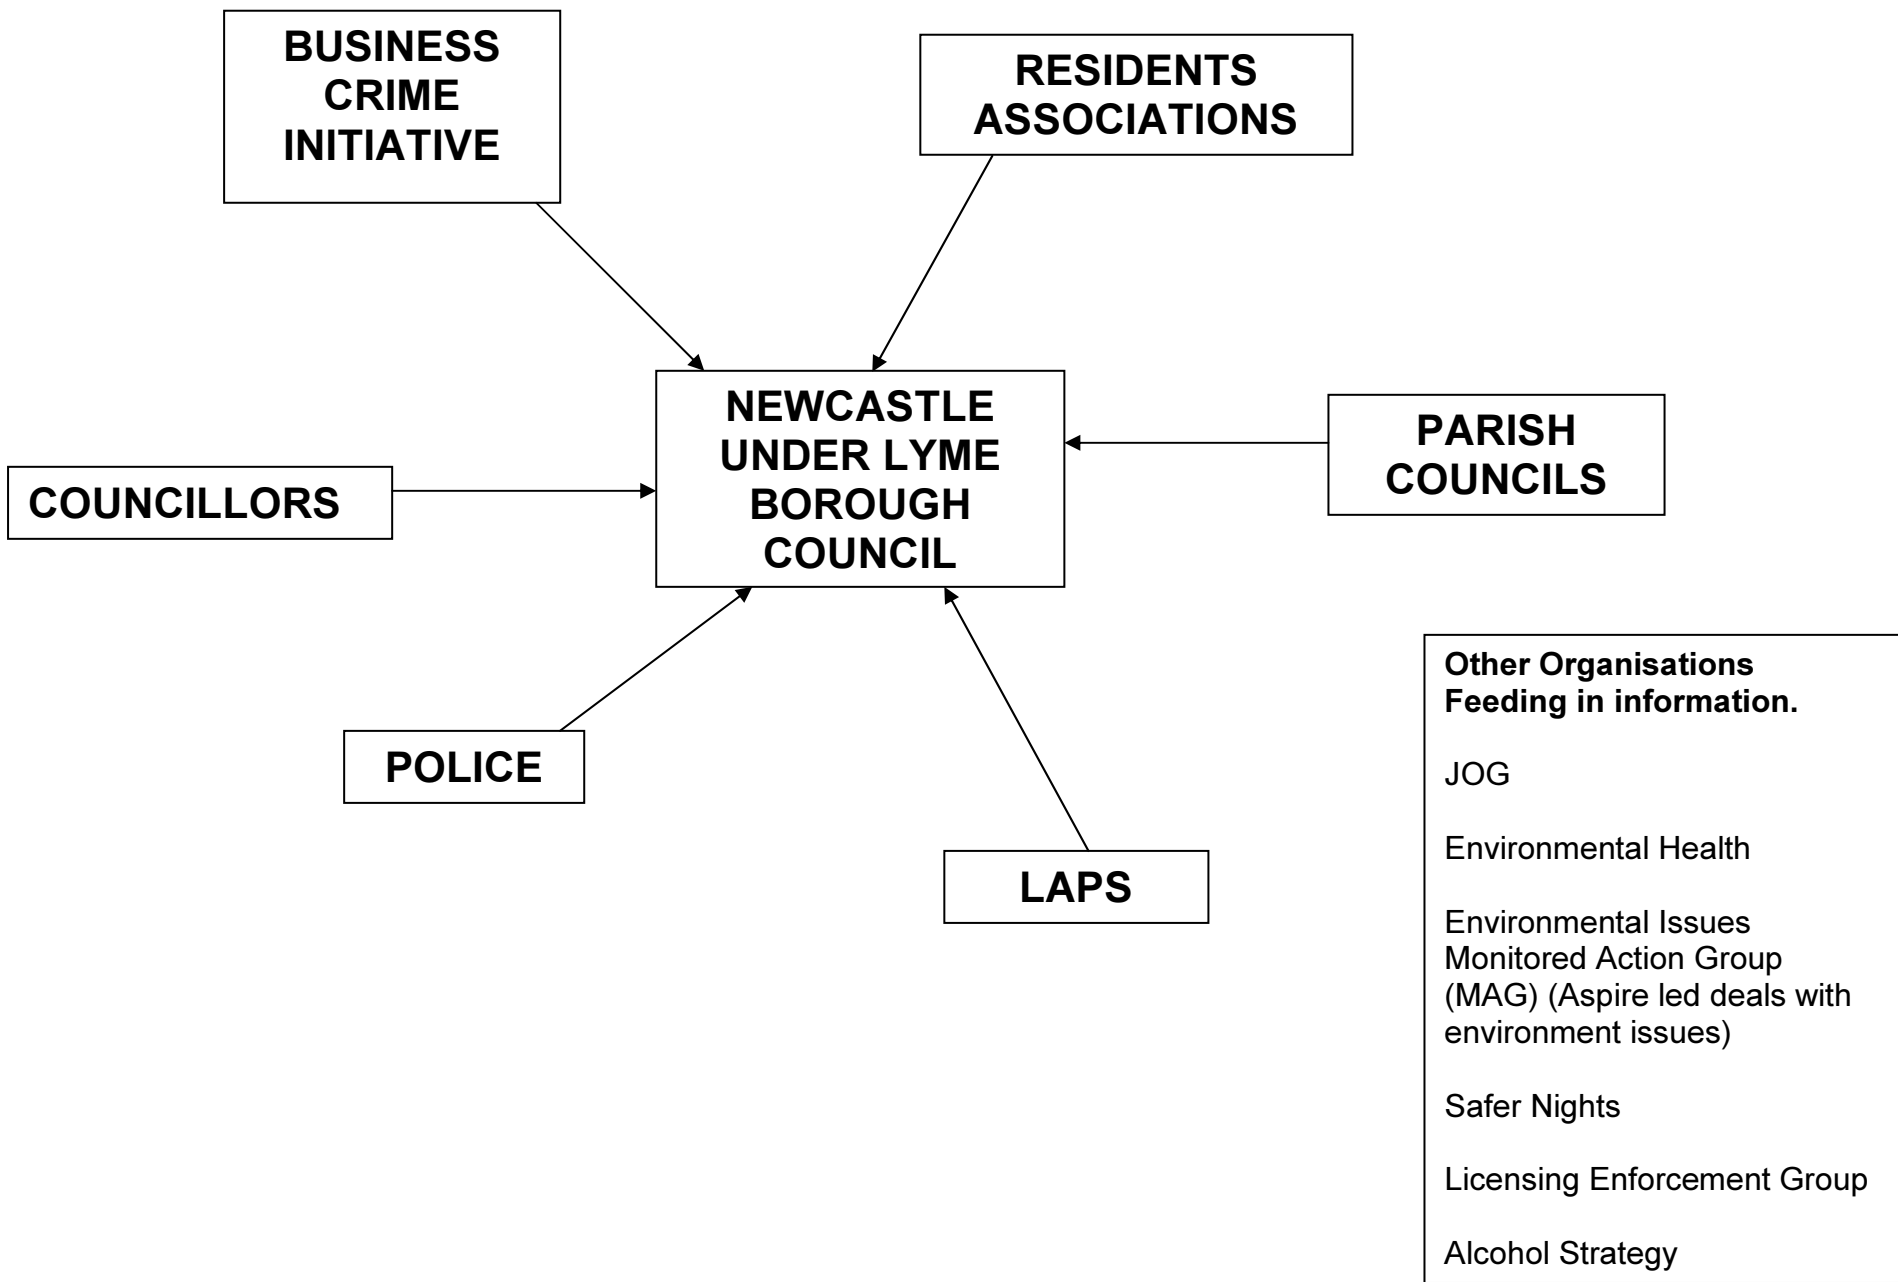 BUSINESS
CRIME
INITIATIVE
RESIDENTS
ASSOCIATIONS
NEWCASTLE
UNDER LYME
BOROUGH
COUNCIL
PARISH
COUNCILS
COUNCILLORS
POLICE
LAPS
Other Organisations
Feeding in information.
JOG
Environmental Health
Environmental Issues
Monitored Action Group
(MAG) (Aspire led deals with
environment issues)
Safer Nights
Licensing Enforcement Group
Alcohol Strategy